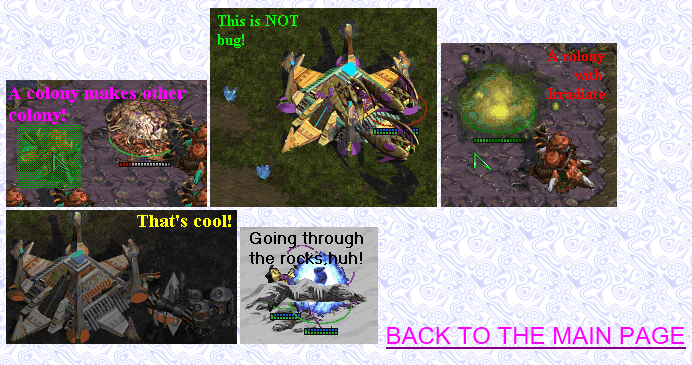 This is NOT
bug!
A colony makes other
colony!
A colony
with
Irradiate
That's cool!
Going through
the rocks,huh!
BACK TO THE MAIN PAGE